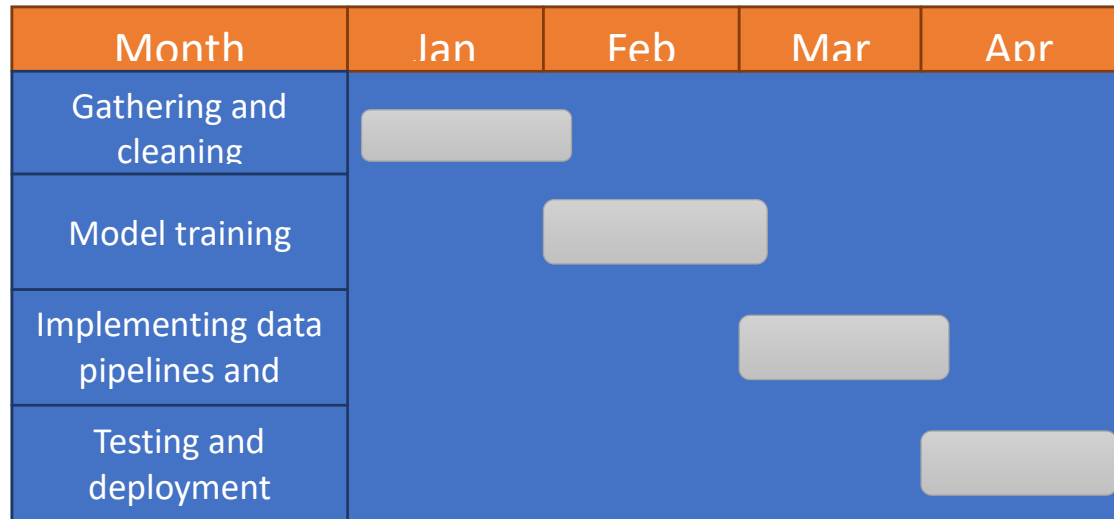 Month Jan Feb Mar Apr
Gathering and
cleaning
Model training
Implementing data
pipelines and
Testing and
deployment